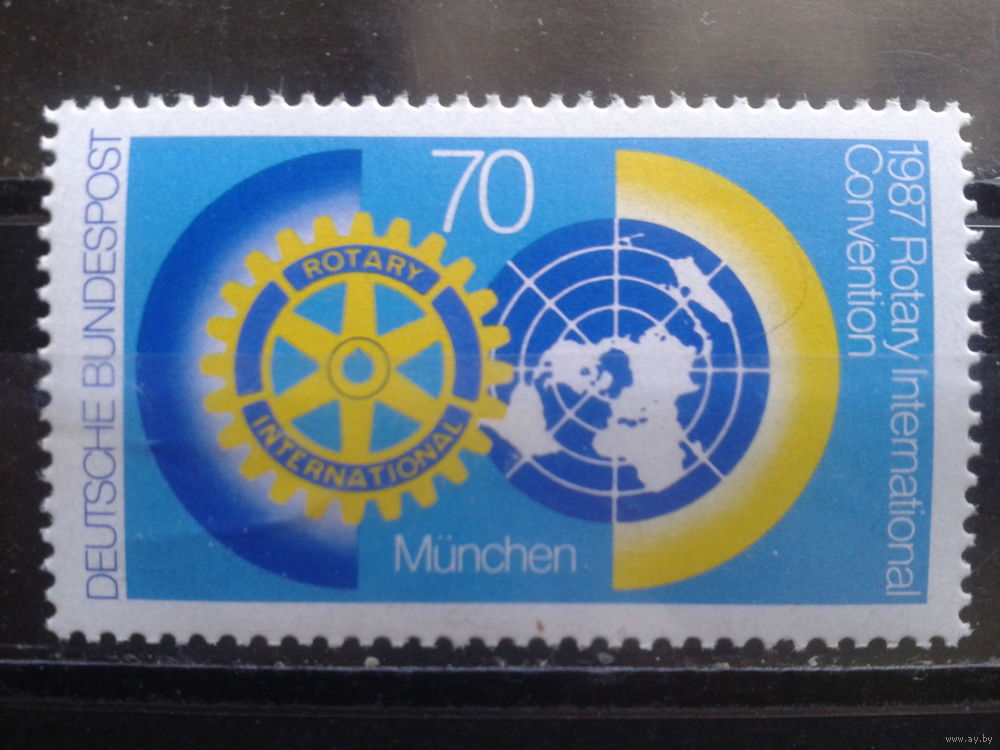 DEUTSCHE BUNDESPOST
70
ROTARY
INTERNATIONAL
München
1987 Rotary International
Convention
www.ay.by